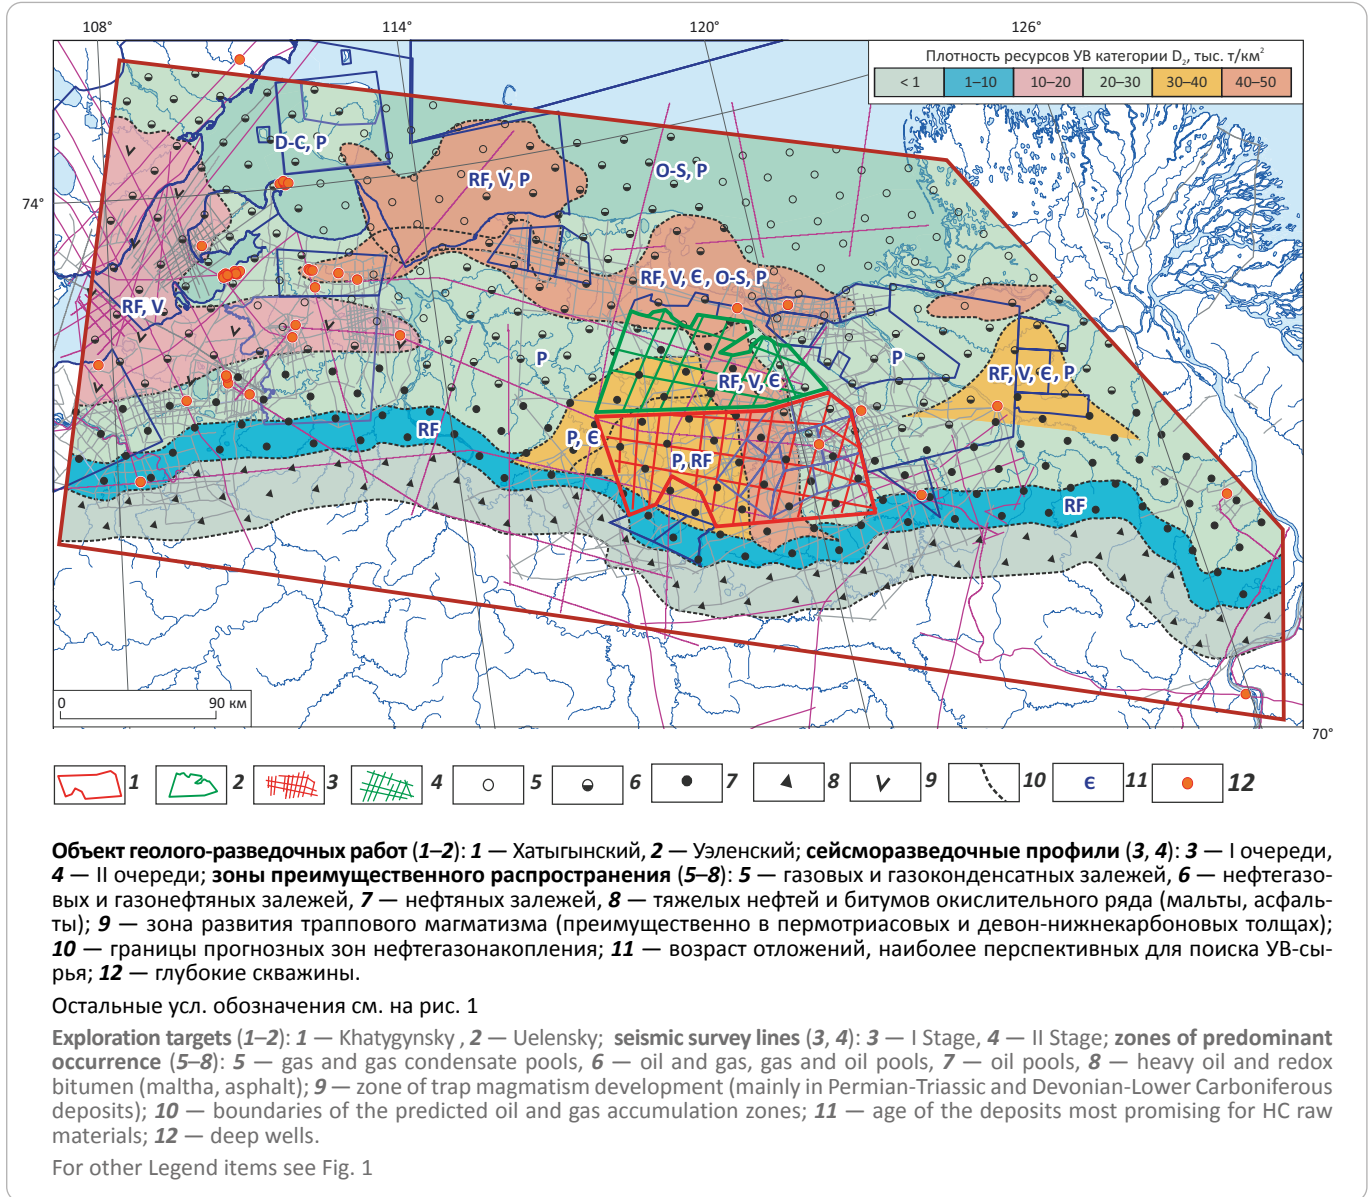 108° 114° 120° 126°
Плотность ресурсов УВ категории D₂, тыс. т/км²
< 1 1–10 10–20 20–30 30–40 40–50
D-C, P
RF, V, P
O-S, P
74°
RF, V, Є, O-S, P
RF, V
P
P
RF, V, Є
RF, V, Є, P
RF
P, Є
P, RF
RF
0 90 км
70°
1 2 3 4 5 6 7 8 9 10 Є 11 12
Объект геолого-разведочных работ (1–2): 1 — Хатыгынский, 2 — Уэленский; сейсморазведочные профили (3, 4): 3 — I очереди,
4 — II очереди; зоны преимущественного распространения (5–8): 5 — газовых и газоконденсатных залежей, 6 — нефтегазо-
вых и газонефтяных залежей, 7 — нефтяных залежей, 8 — тяжелых нефтей и битумов окислительного ряда (мальты, асфаль-
ты); 9 — зона развития траппового магматизма (преимущественно в пермотриасовых и девон-нижнекарбоновых толщах);
10 — границы прогнозных зон нефтегазонакопления; 11 — возраст отложений, наиболее перспективных для поиска УВ-сы-
рья; 12 — глубокие скважины.
Остальные усл. обозначения см. на рис. 1
Exploration targets (1–2): 1 — Khatygynsky , 2 — Uelensky; seismic survey lines (3, 4): 3 — I Stage, 4 — II Stage; zones of predominant
occurrence (5–8): 5 — gas and gas condensate pools, 6 — oil and gas, gas and oil pools, 7 — oil pools, 8 — heavy oil and redox
bitumen (maltha, asphalt); 9 — zone of trap magmatism development (mainly in Permian-Triassic and Devonian-Lower Carboniferous
deposits); 10 — boundaries of the predicted oil and gas accumulation zones; 11 — age of the deposits most promising for HC raw
materials; 12 — deep wells.
For other Legend items see Fig. 1